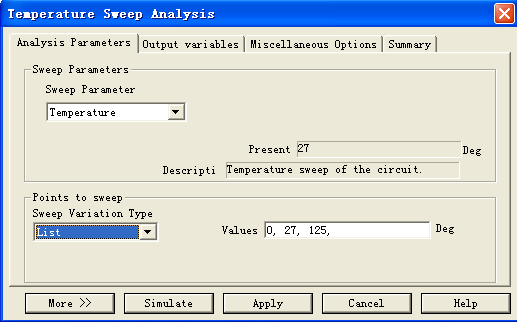 Temperature Sweep Analysis
Analysis Parameters Output variables Miscellaneous Options Summary
Sweep Parameters
Sweep Parameter
Temperature
Present 27 Deg
Descripti Temperature sweep of the circuit.
Points to sweep
Sweep Variation Type
List Values 0, 27, 125, Deg
More >> Simulate Apply Cancel Help